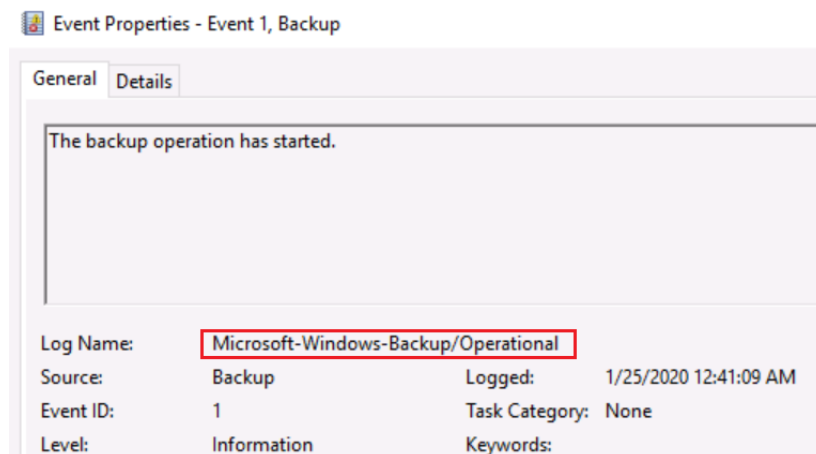 Event Properties - Event 1, Backup
General Details
The backup operation has started.
Log Name: Microsoft-Windows-Backup/Operational
Source: Backup Logged: 1/25/2020 12:41:09 AM
Event ID: 1 Task Category: None
Level: Information Keywords: